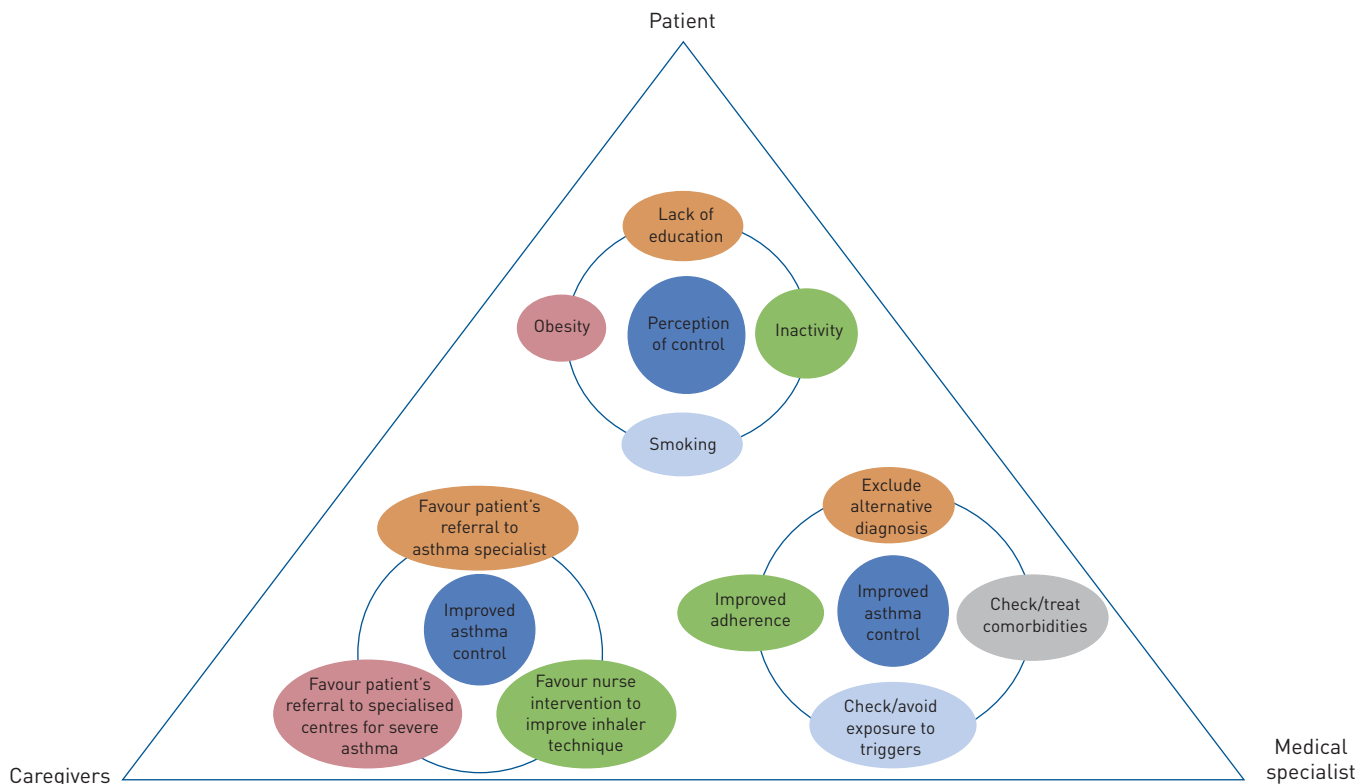 Patient
Lack of
education
Obesity
Perception
of control
Inactivity
Smoking
Favour patient's
referral to
asthma specialist
Improved
asthma
control
Favour patient's
referral to specialised
centres for severe
asthma
Favour nurse
intervention to
improve inhaler
technique
Exclude
alternative
diagnosis
Improved
adherence
Improved
asthma
control
Check/treat
comorbidities
Check/avoid
exposure to
triggers
Caregivers
Medical
specialist